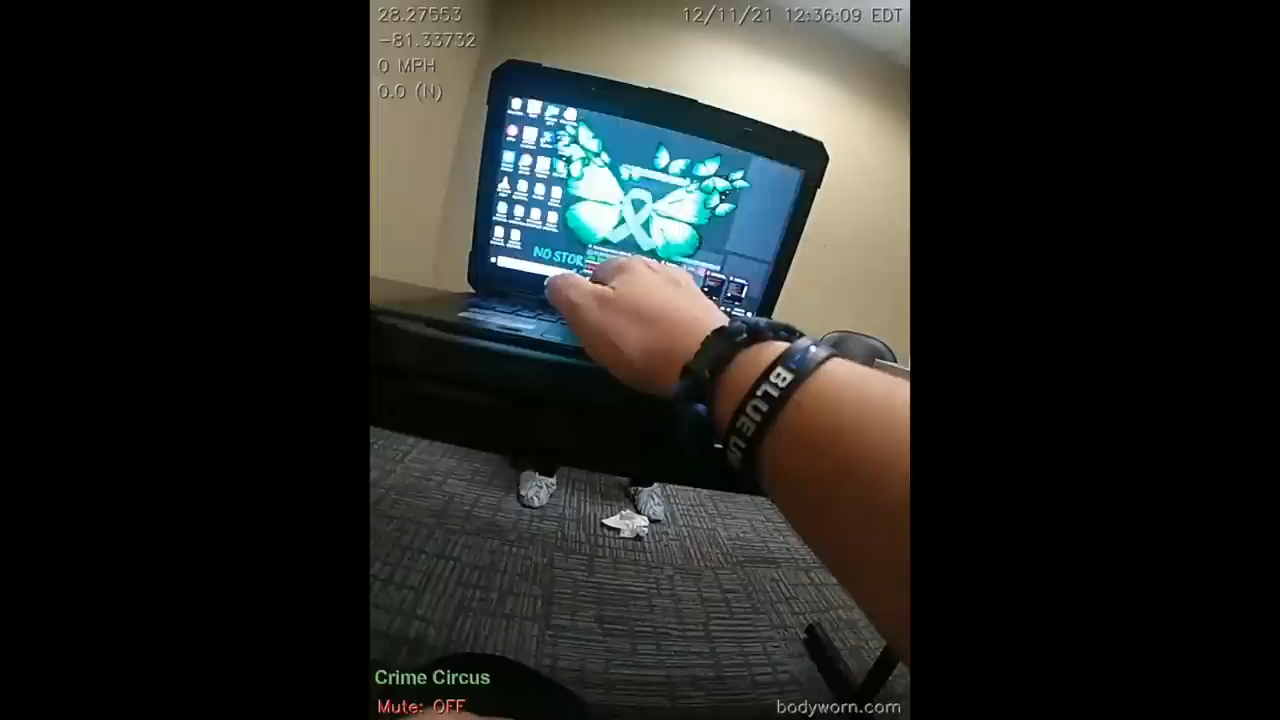 28.27553
-81.33732
0 MPH
0.0 (N)
12/11/21 12:36:09 EDT
NO STOR
BLUE
Crime Circus
Mute: OFF
bodyworn.com